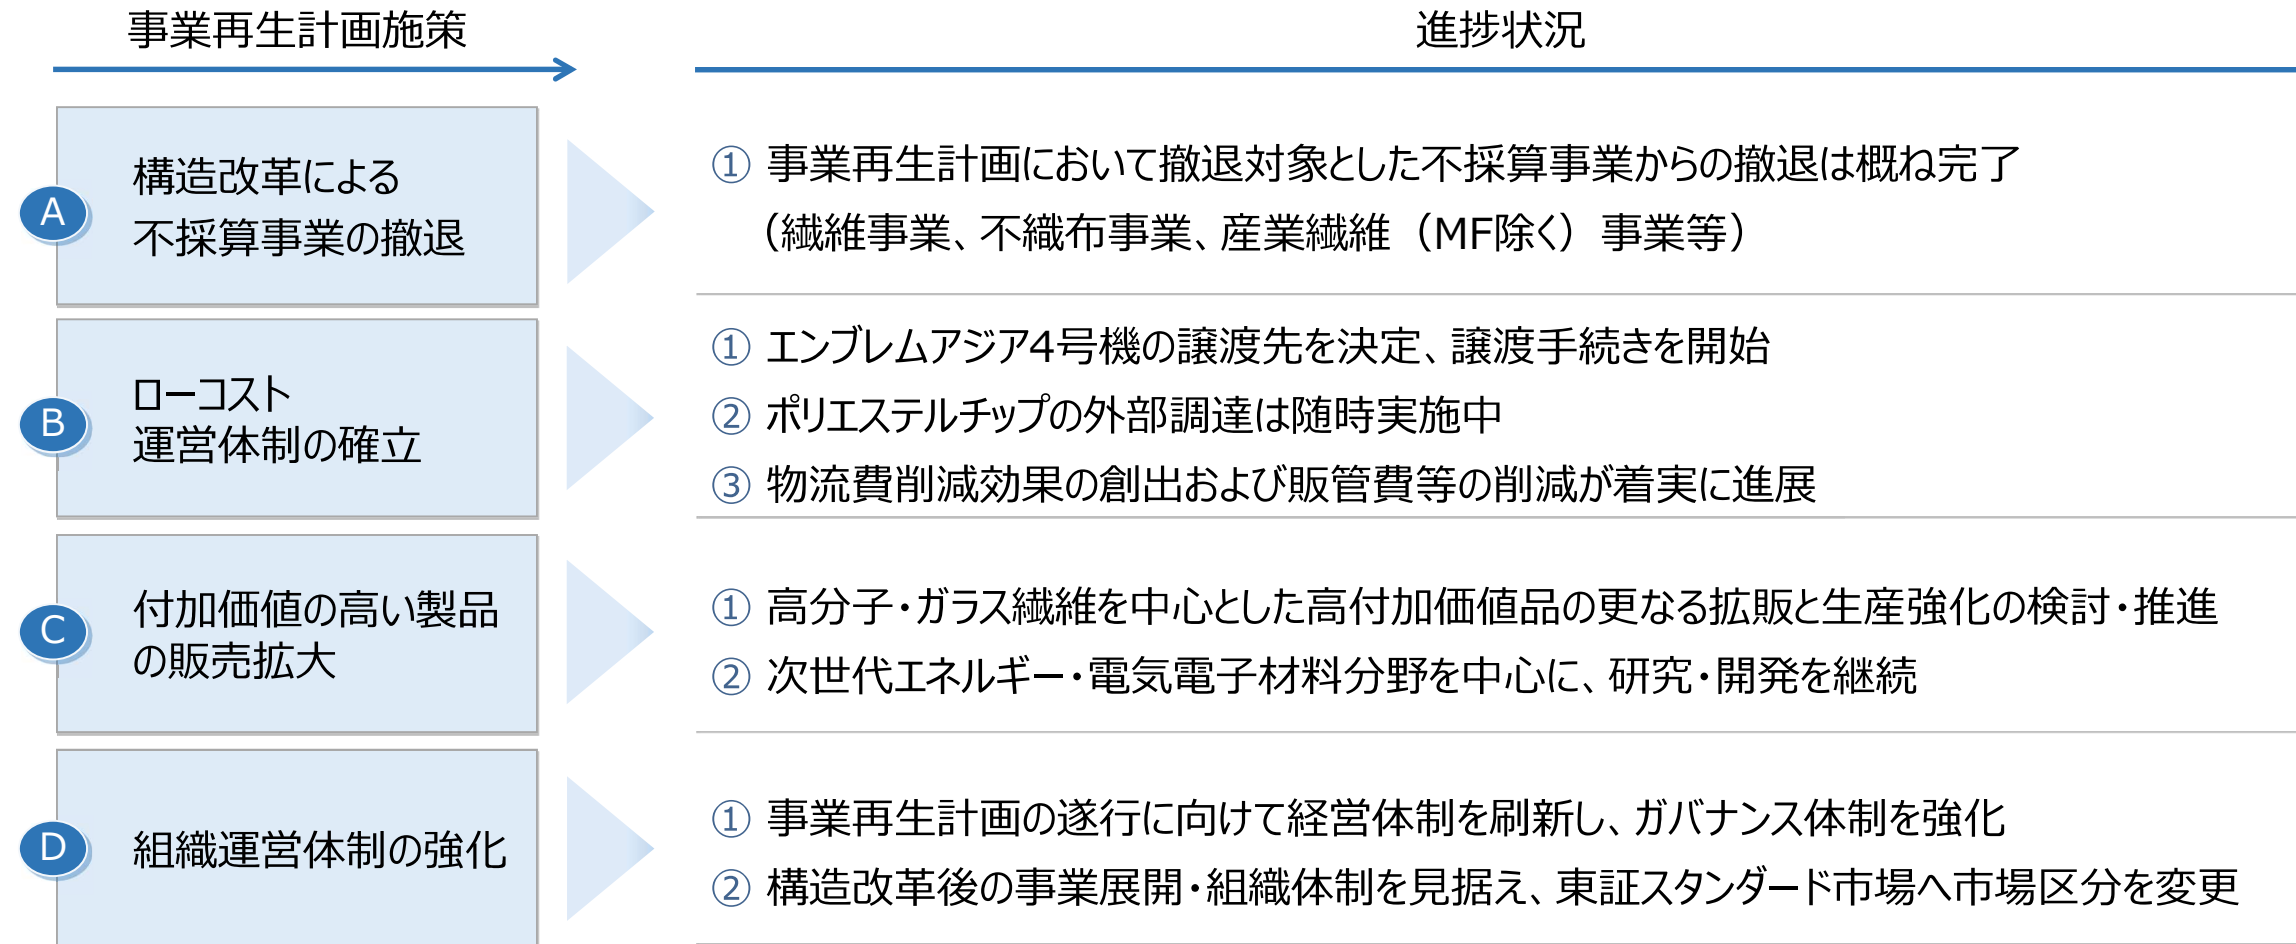 事業再生計画施策
進捗状況
A
構造改革による
不採算事業の撤退
① 事業再生計画において撤退対象とした不採算事業からの撤退は概ね完了
（繊維事業、不織布事業、産業繊維（MF除く）事業等）
B
ローコスト
運営体制の確立
① エンブレムアジア4号機の譲渡先を決定、譲渡手続きを開始
② ポリエステルチップの外部調達は随時実施中
③ 物流費削減効果の創出および販管費等の削減が着実に進展
C
付加価値の高い製品
の販売拡大
① 高分子・ガラス繊維を中心とした高付加価値品の更なる拡販と生産強化の検討・推進
② 次世代エネルギー・電気電子材料分野を中心に、研究・開発を継続
D
組織運営体制の強化
① 事業再生計画の遂行に向けて経営体制を刷新し、ガバナンス体制を強化
② 構造改革後の事業展開・組織体制を見据え、東証スタンダード市場へ市場区分を変更